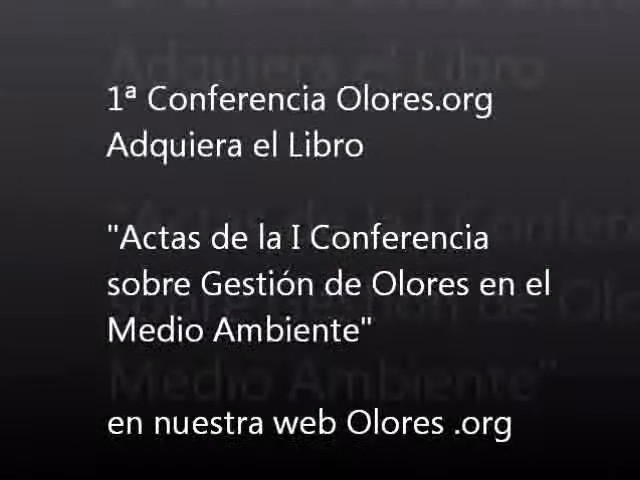 1ª Conferencia Olores.org
Adquiera el Libro
"Actas de la I Conferencia
sobre Gestión de Olores en el
Medio Ambiente"
en nuestra web Olores .org